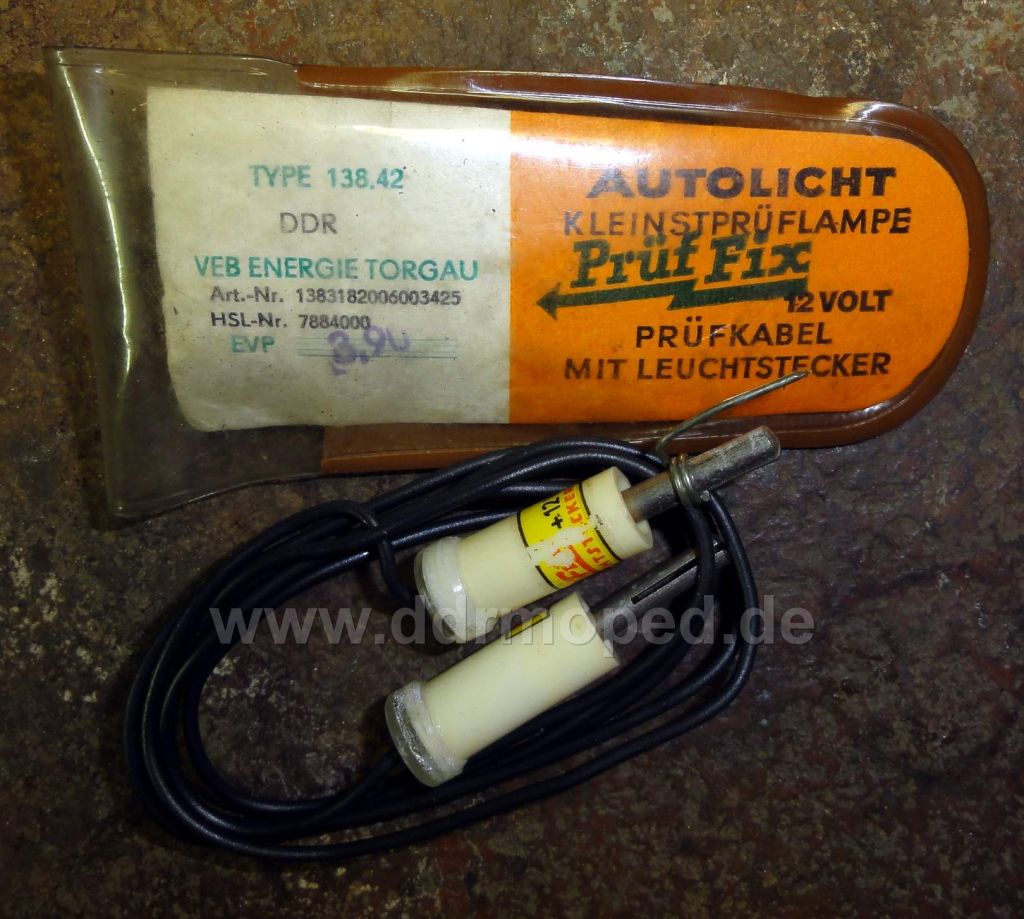 TYPE 138.42
DDR
VEB ENERGIE TORGAU
Art.-Nr. 1383182006003425
HSL-Nr. 7884000
EVP 3,90
AUTOLICHT
KLEINSTPRÜFLAMPE
Prüf Fix
12 VOLT
PRÜFKABEL
MIT LEUCHTSTECKER
+12
www.ddrmoped.de